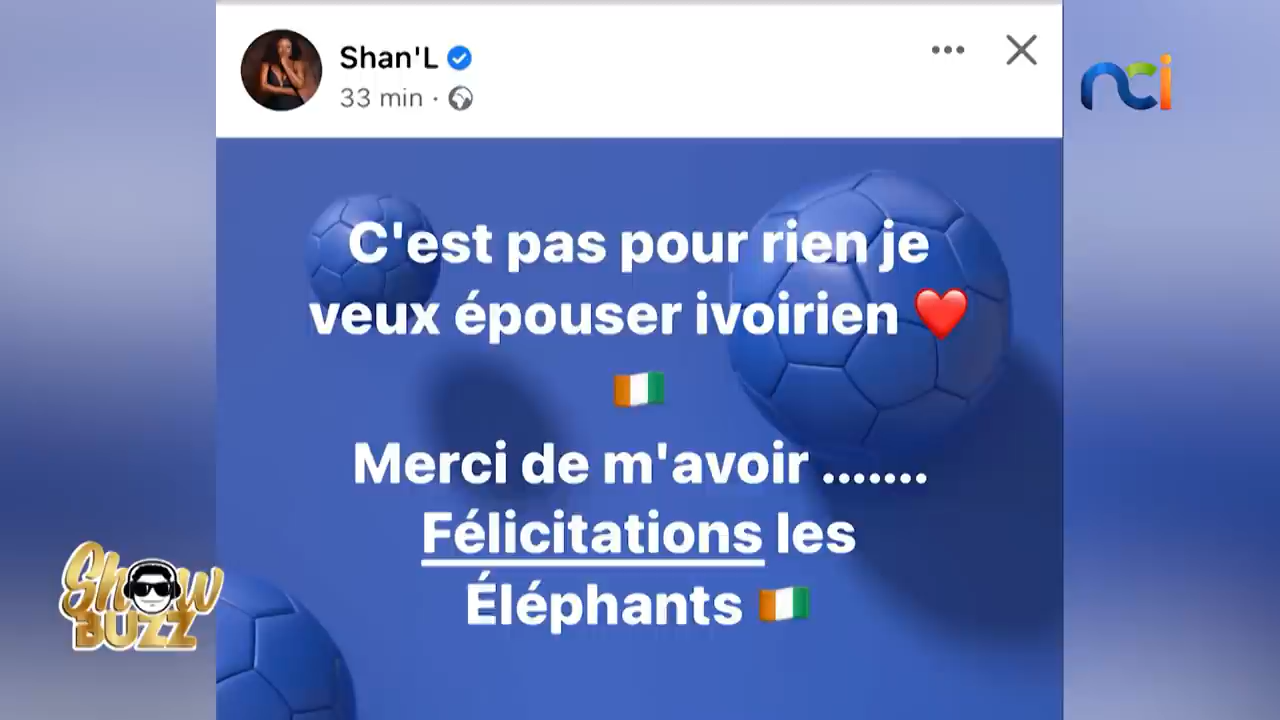 Shan'L
33 min ·
nci
C'est pas pour rien je
veux épouser ivoirien ❤️
🇨🇮
Merci de m'avoir .......
Félicitations les
Éléphants 🇨🇮
Show
BUZZ